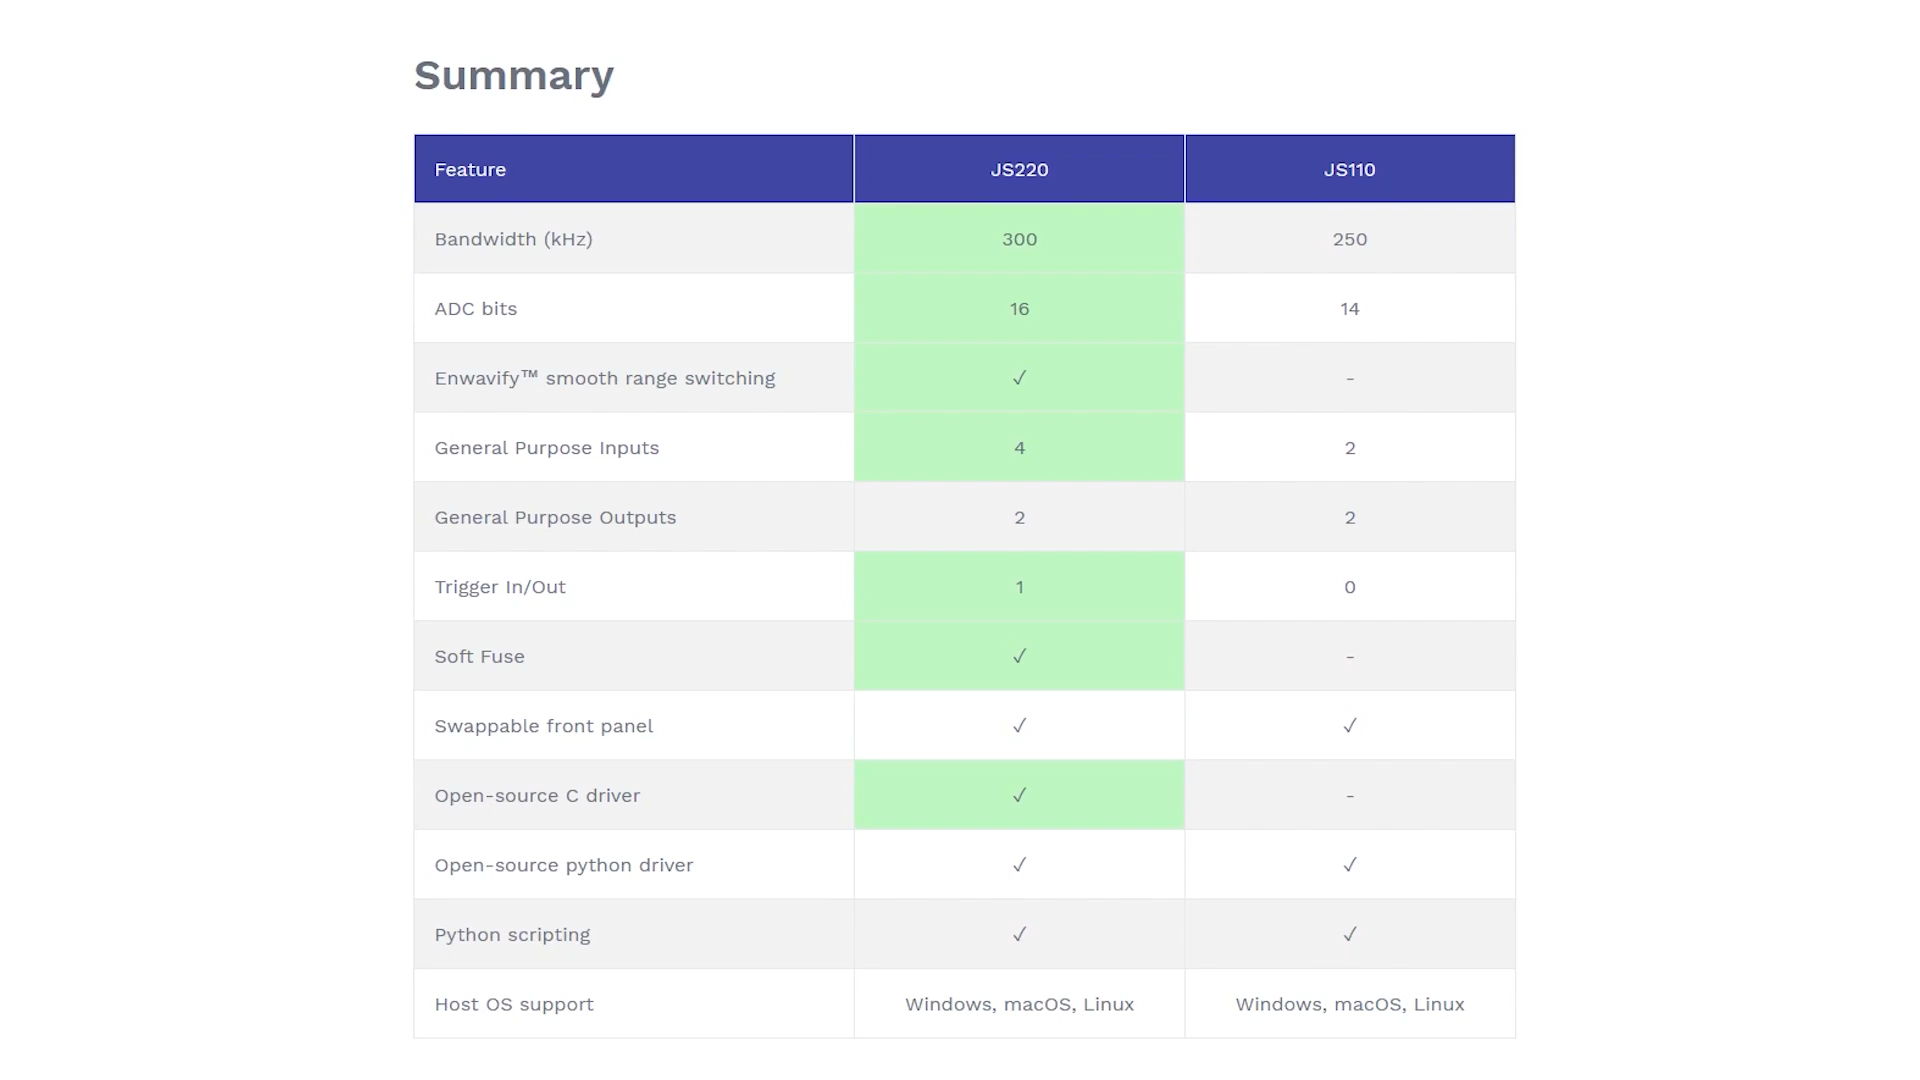 Summary
Feature JS220 JS110
Bandwidth (kHz) 300 250
ADC bits 16 14
Enwavify™ smooth range switching ✓ -
General Purpose Inputs 4 2
General Purpose Outputs 2 2
Trigger In/Out 1 0
Soft Fuse ✓ -
Swappable front panel ✓ ✓
Open-source C driver ✓ -
Open-source python driver ✓ ✓
Python scripting ✓ ✓
Host OS support Windows, macOS, Linux Windows, macOS, Linux